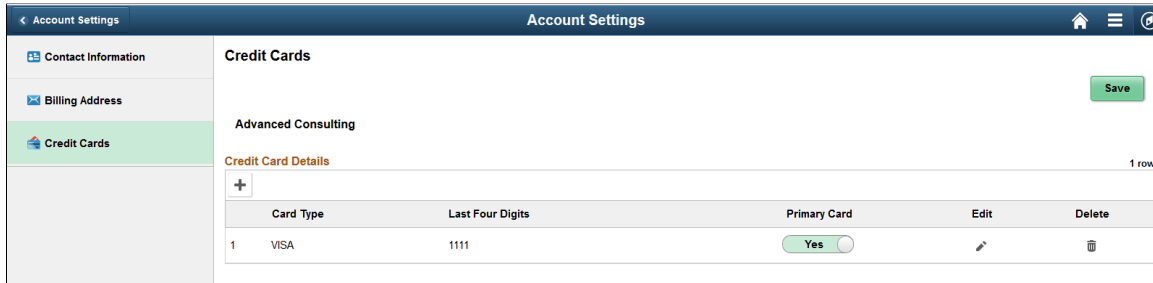 Account Settings
Account Settings
Contact Information
Billing Address
Credit Cards
Credit Cards
Save
Advanced Consulting
Credit Card Details
1 row
+
Card Type Last Four Digits Primary Card Edit Delete
1 VISA 1111 Yes